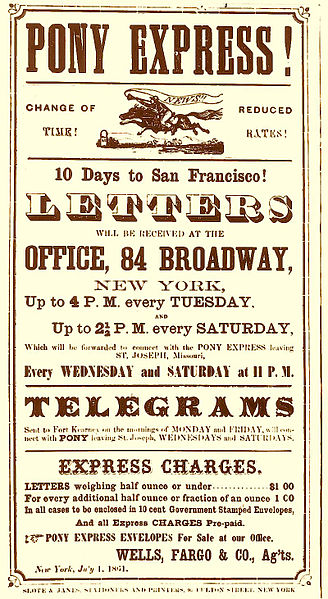 PONY EXPRESS!
NEWS!!
CHANGE OF
REDUCED
TIME!
RATES!
10 Days to San Francisco!
LETTERS
WILL BE RECEIVED AT THE
OFFICE, 84 BROADWAY,
NEW YORK,
Up to 4 P. M. every TUESDAY,
AND
Up to 2½ P. M. every SATURDAY,
Which will be forwarded to connect with the PONY EXPRESS leaving
ST. JOSEPH, Missouri,
Every WEDNESDAY and SATURDAY at 11 P. M.
TELEGRAMS
Sent to Fort Kearney on the mornings of MONDAY and FRIDAY, will con-
nect with PONY leaving St. Joseph, WEDNESDAYS and SATURDAYS.
EXPRESS CHARGES.
LETTERS weighing half ounce or under............$1 00
For every additional half ounce or fraction of an ounce 1 00
In all cases to be enclosed in 10 cent Government Stamped Envelopes,
And all Express CHARGES Pre-paid.
☞ PONY EXPRESS ENVELOPES For Sale at our Office.
WELLS, FARGO & CO., Ag'ts.
New York, July 1, 1861.
SLOTE & JANES, STATIONERS AND PRINTERS, FULTON STREET, NEW YORK